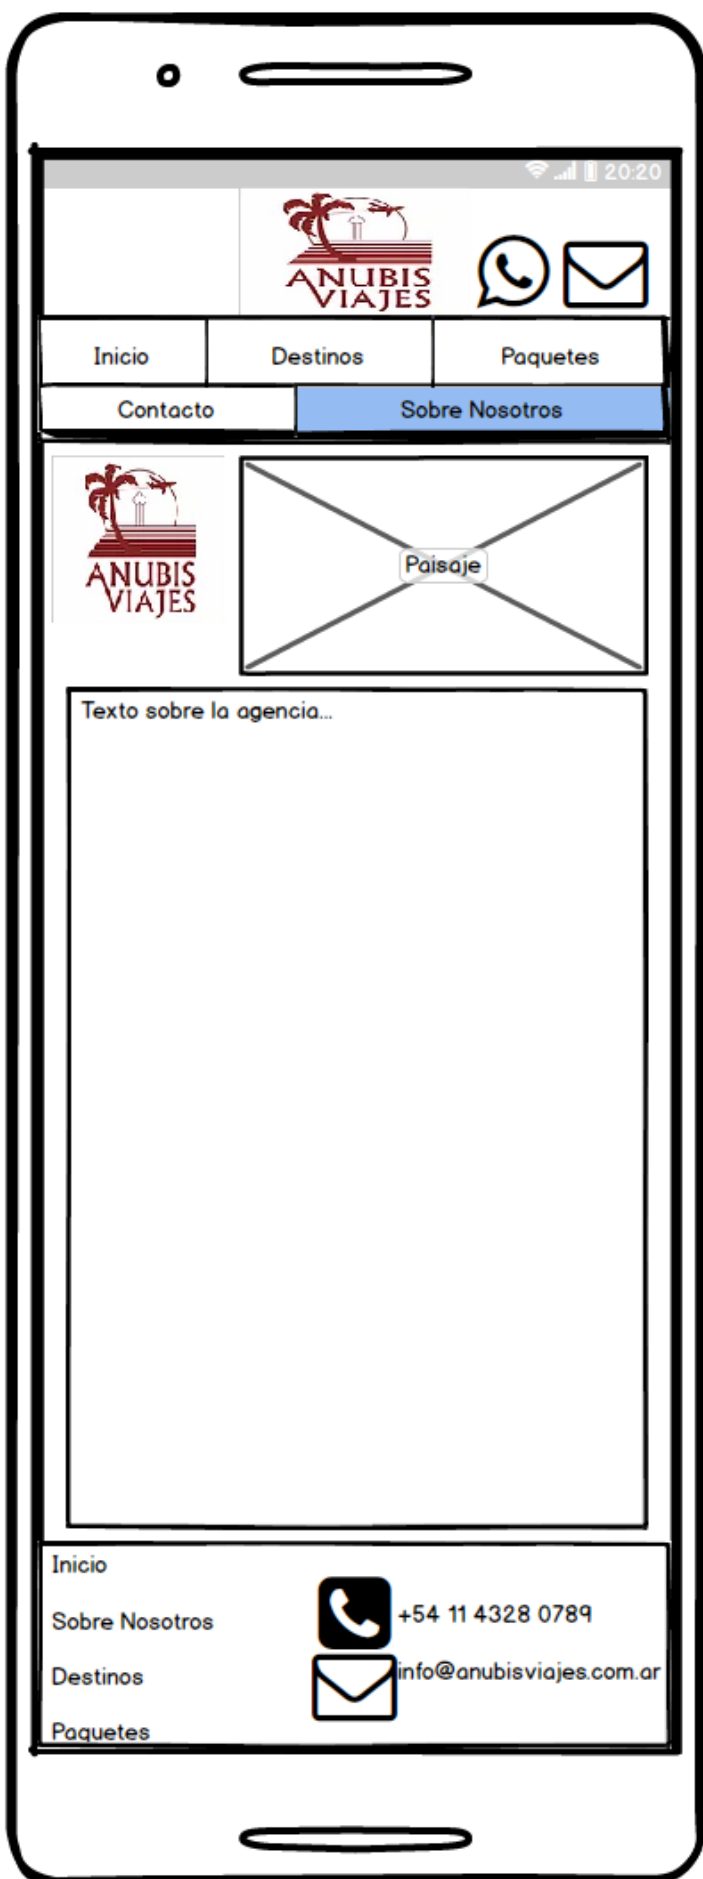 20:20
ANUBIS
VIAJES
Inicio Destinos Paquetes
Contacto Sobre Nosotros
ANUBIS
VIAJES
Paisaje
Texto sobre la agencia...
Inicio
Sobre Nosotros
Destinos
Paquetes
+54 11 4328 0789
info@anubisviajes.com.ar